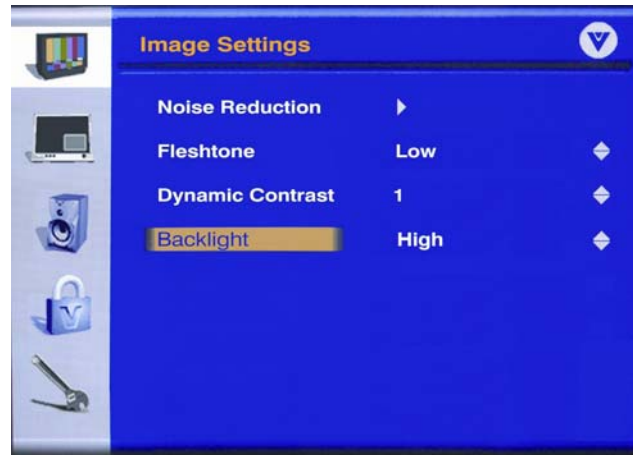 Image Settings
V
Noise Reduction
Fleshtone Low
Dynamic Contrast 1
Backlight High
V